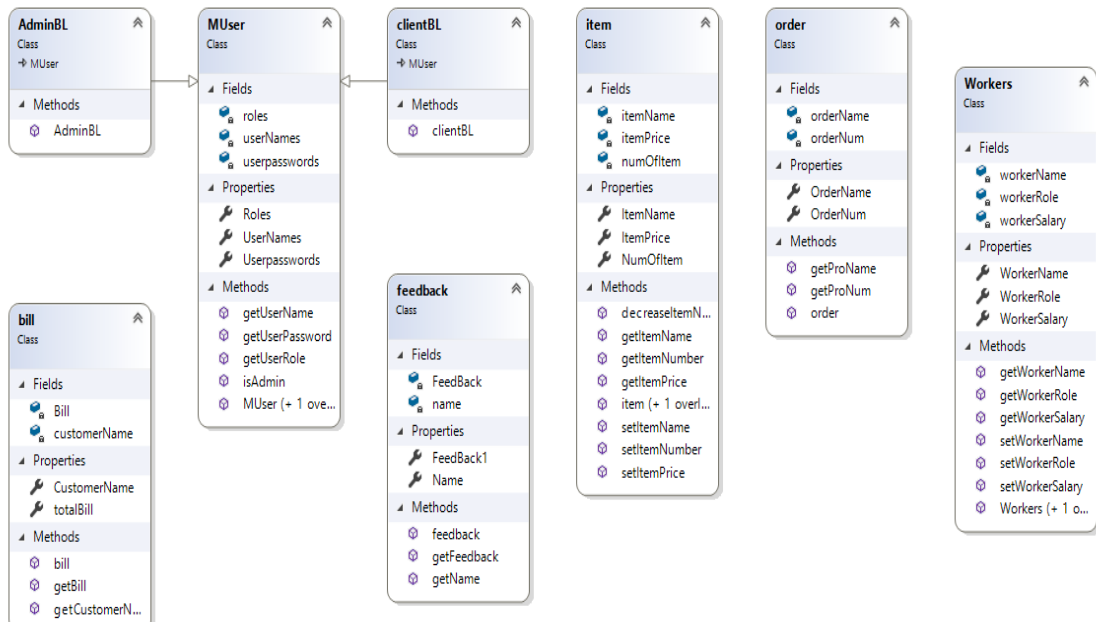 AdminBL
Class
MUser
Methods
AdminBL
MUser
Class
Fields
roles
userNames
userpasswords
Properties
Roles
UserNames
Userpasswords
Methods
getUserName
getUserPassword
getUserRole
isAdmin
MUser (+ 1 ove...
clientBL
Class
MUser
Methods
clientBL
item
Class
Fields
itemName
itemPrice
numOfItem
Properties
ItemName
ItemPrice
NumOfItem
Methods
decreaseItemN...
getItemName
getItemNumber
getItemPrice
item (+ 1 overl...
setItemName
setItemNumber
setItemPrice
order
Class
Fields
orderName
orderNum
Properties
OrderName
OrderNum
Methods
getProName
getProNum
order
Workers
Class
Fields
workerName
workerRole
workerSalary
Properties
WorkerName
WorkerRole
WorkerSalary
Methods
getWorkerName
getWorkerRole
getWorkerSalary
setWorkerName
setWorkerRole
setWorkerSalary
Workers (+ 1 o...
bill
Class
Fields
Bill
customerName
Properties
CustomerName
totalBill
Methods
bill
getBill
getCustomerN...
feedback
Class
Fields
FeedBack
name
Properties
FeedBack1
Name
Methods
feedback
getFeedback
getName